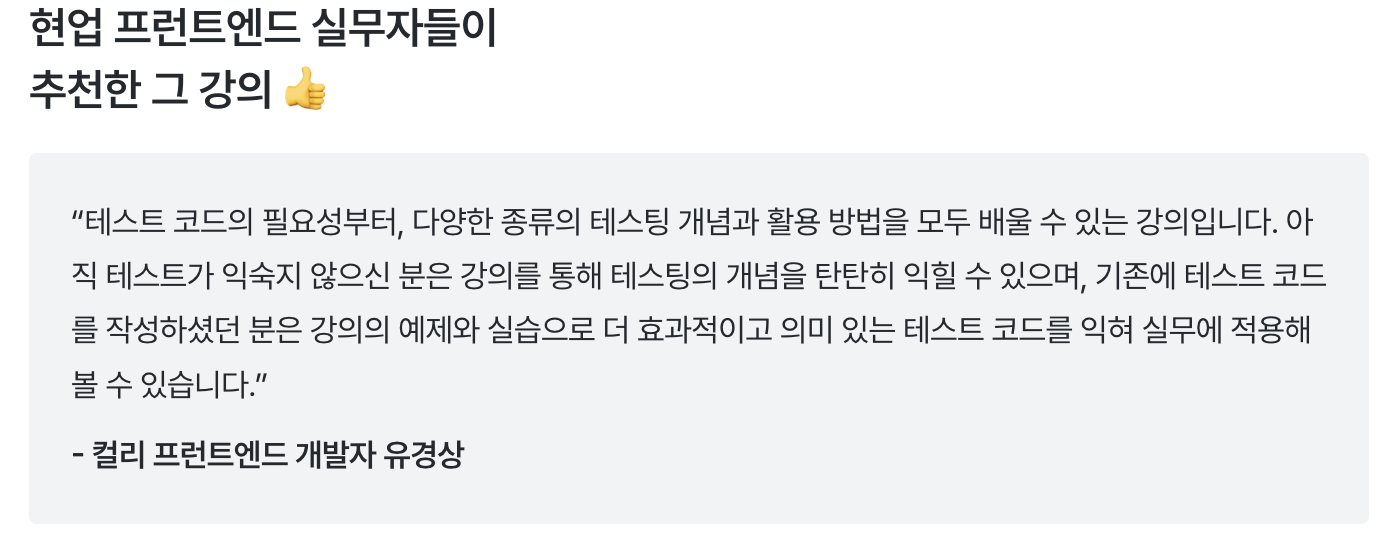 현업 프런트엔드 실무자들이
추천한 그 강의 👍
“테스트 코드의 필요성부터, 다양한 종류의 테스팅 개념과 활용 방법을 모두 배울 수 있는 강의입니다. 아
직 테스트가 익숙지 않으신 분은 강의를 통해 테스팅의 개념을 탄탄히 익힐 수 있으며, 기존에 테스트 코드
를 작성하셨던 분은 강의의 예제와 실습으로 더 효과적이고 의미 있는 테스트 코드를 익혀 실무에 적용해
볼 수 있습니다.”
- 컬리 프런트엔드 개발자 유경상